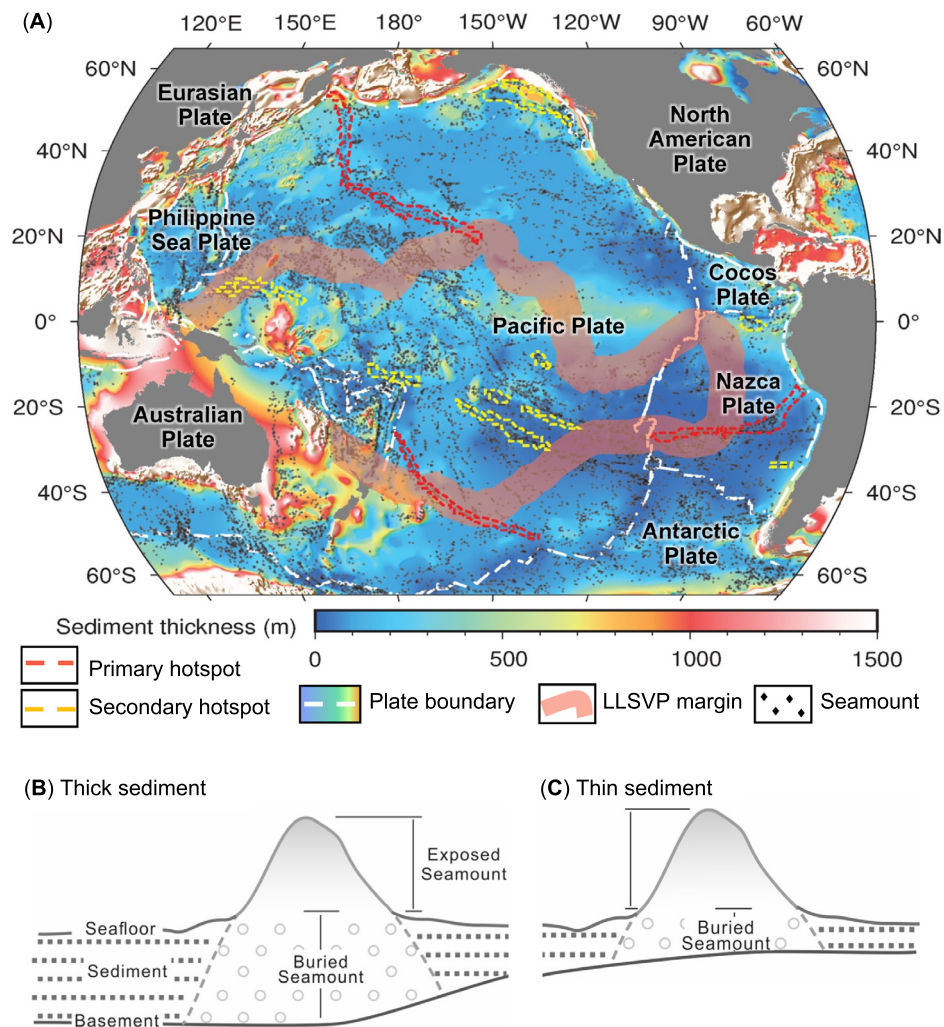 (A)
120°E 150°E 180° 150°W 120°W 90°W 60°W
60°N 60°N
Eurasian
Plate
North
American
Plate
40°N 40°N
Philippine
Sea Plate
20°N 20°N
Cocos
Plate
0° Pacific Plate 0°
Nazca
Plate
20°S 20°S
Australian
Plate
40°S 40°S
Antarctic
Plate
60°S 60°S
Sediment thickness (m)
0 500 1000 1500
Primary hotspot
Secondary hotspot
Plate boundary
LLSVP margin
Seamount
(B) Thick sediment
Exposed
Seamount
Seafloor
Sediment
Buried
Seamount
Basement
(C) Thin sediment
Buried
Seamount